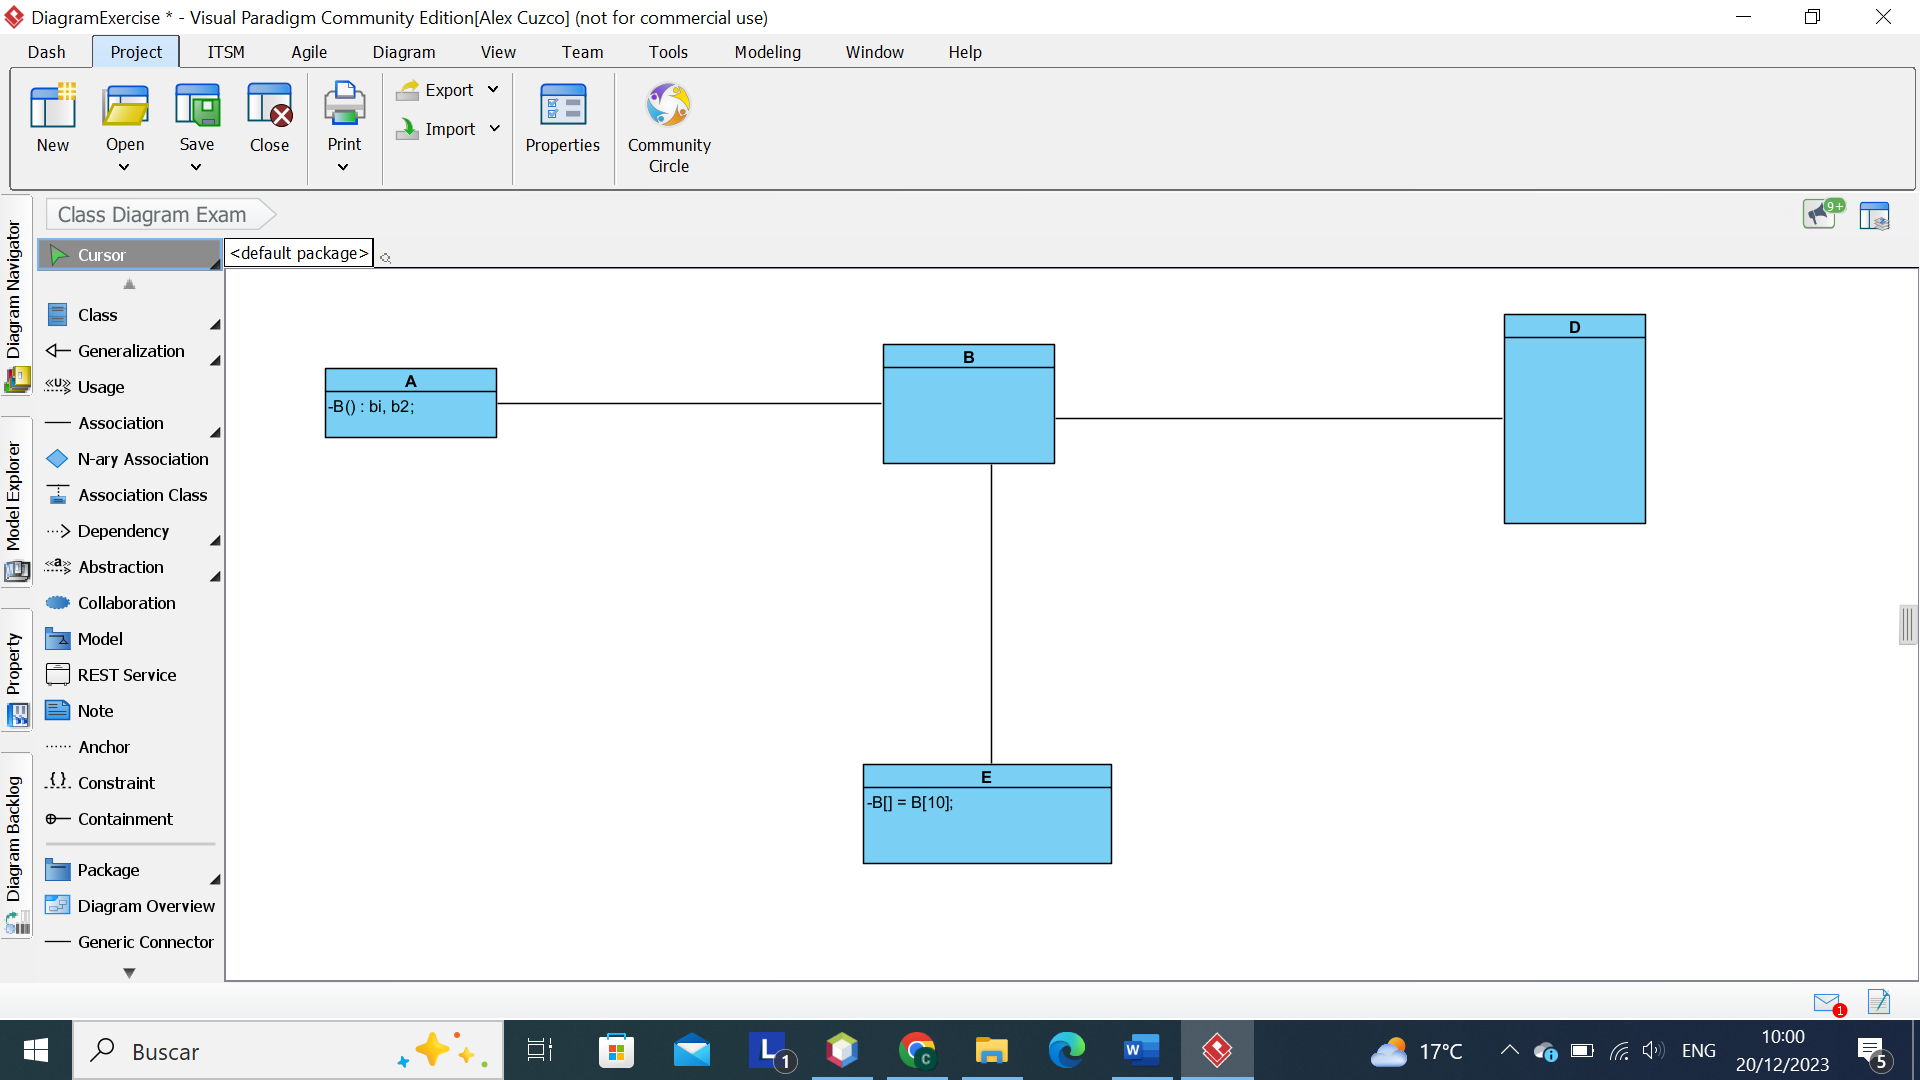 DiagramExercise * - Visual Paradigm Community Edition[Alex Cuzco] (not for commercial use)
Dash Project ITSM Agile Diagram View Team Tools Modeling Window Help
New Open Save Close Print Export Import Properties Community Circle
Class Diagram Exam
9+
Diagram Navigator
Model Explorer
Property
Diagram Backlog
Cursor
<default package>
Class
Generalization
«U» Usage
Association
N-ary Association
Association Class
Dependency
«a» Abstraction
Collaboration
Model
REST Service
Note
Anchor
{} Constraint
Containment
Package
Diagram Overview
Generic Connector
A
-B() : bi, b2;
B
D
E
-B[] = B[10];
1
Buscar
L 1
C
W
17°C
ENG
10:00
20/12/2023
5